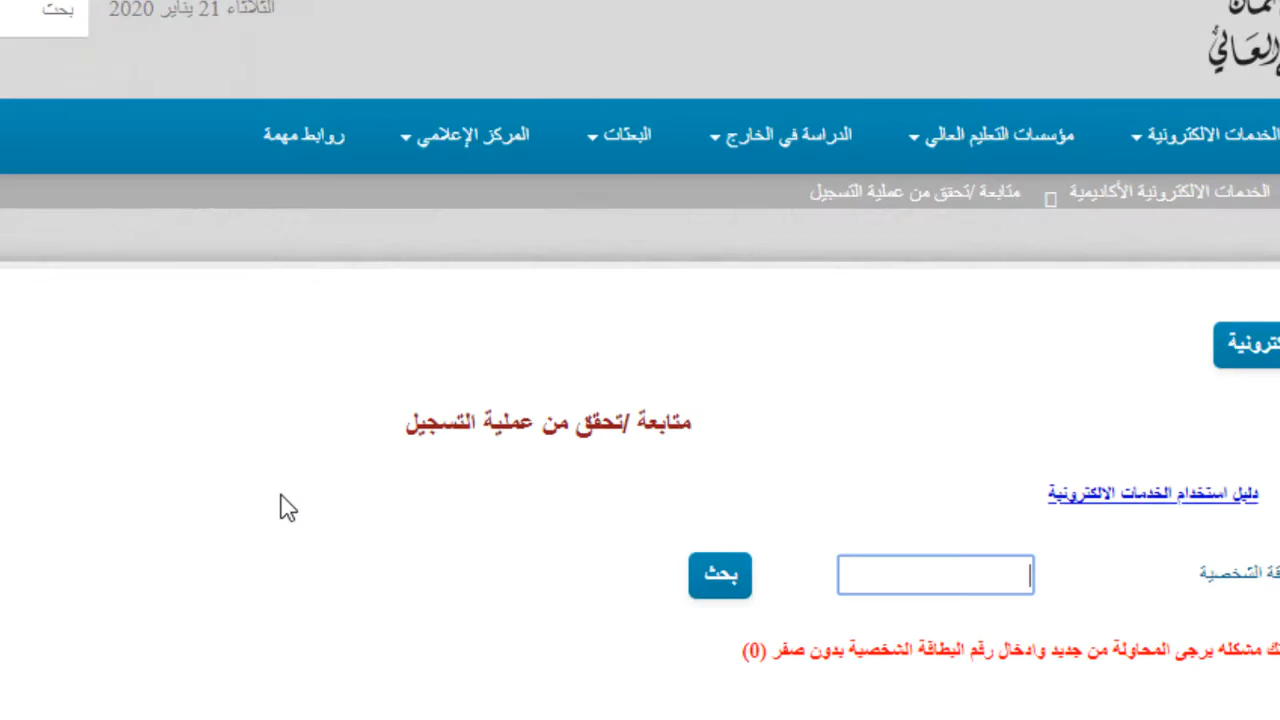 الثلاثاء 21 يناير 2020
بحث
العالي
الخدمات الالكترونية
مؤسسات التعليم العالي
الدراسة في الخارج
البعثات
المركز الإعلامي
روابط مهمة
الخدمات الالكترونية الأكاديمية
متابعة /تحقق من عملية التسجيل
متابعة /تحقق من عملية التسجيل
دليل استخدام الخدمات الالكترونية
الشخصية
بحث
مشكله يرجى المحاولة من جديد وادخال رقم البطاقة الشخصية بدون صفر (0)